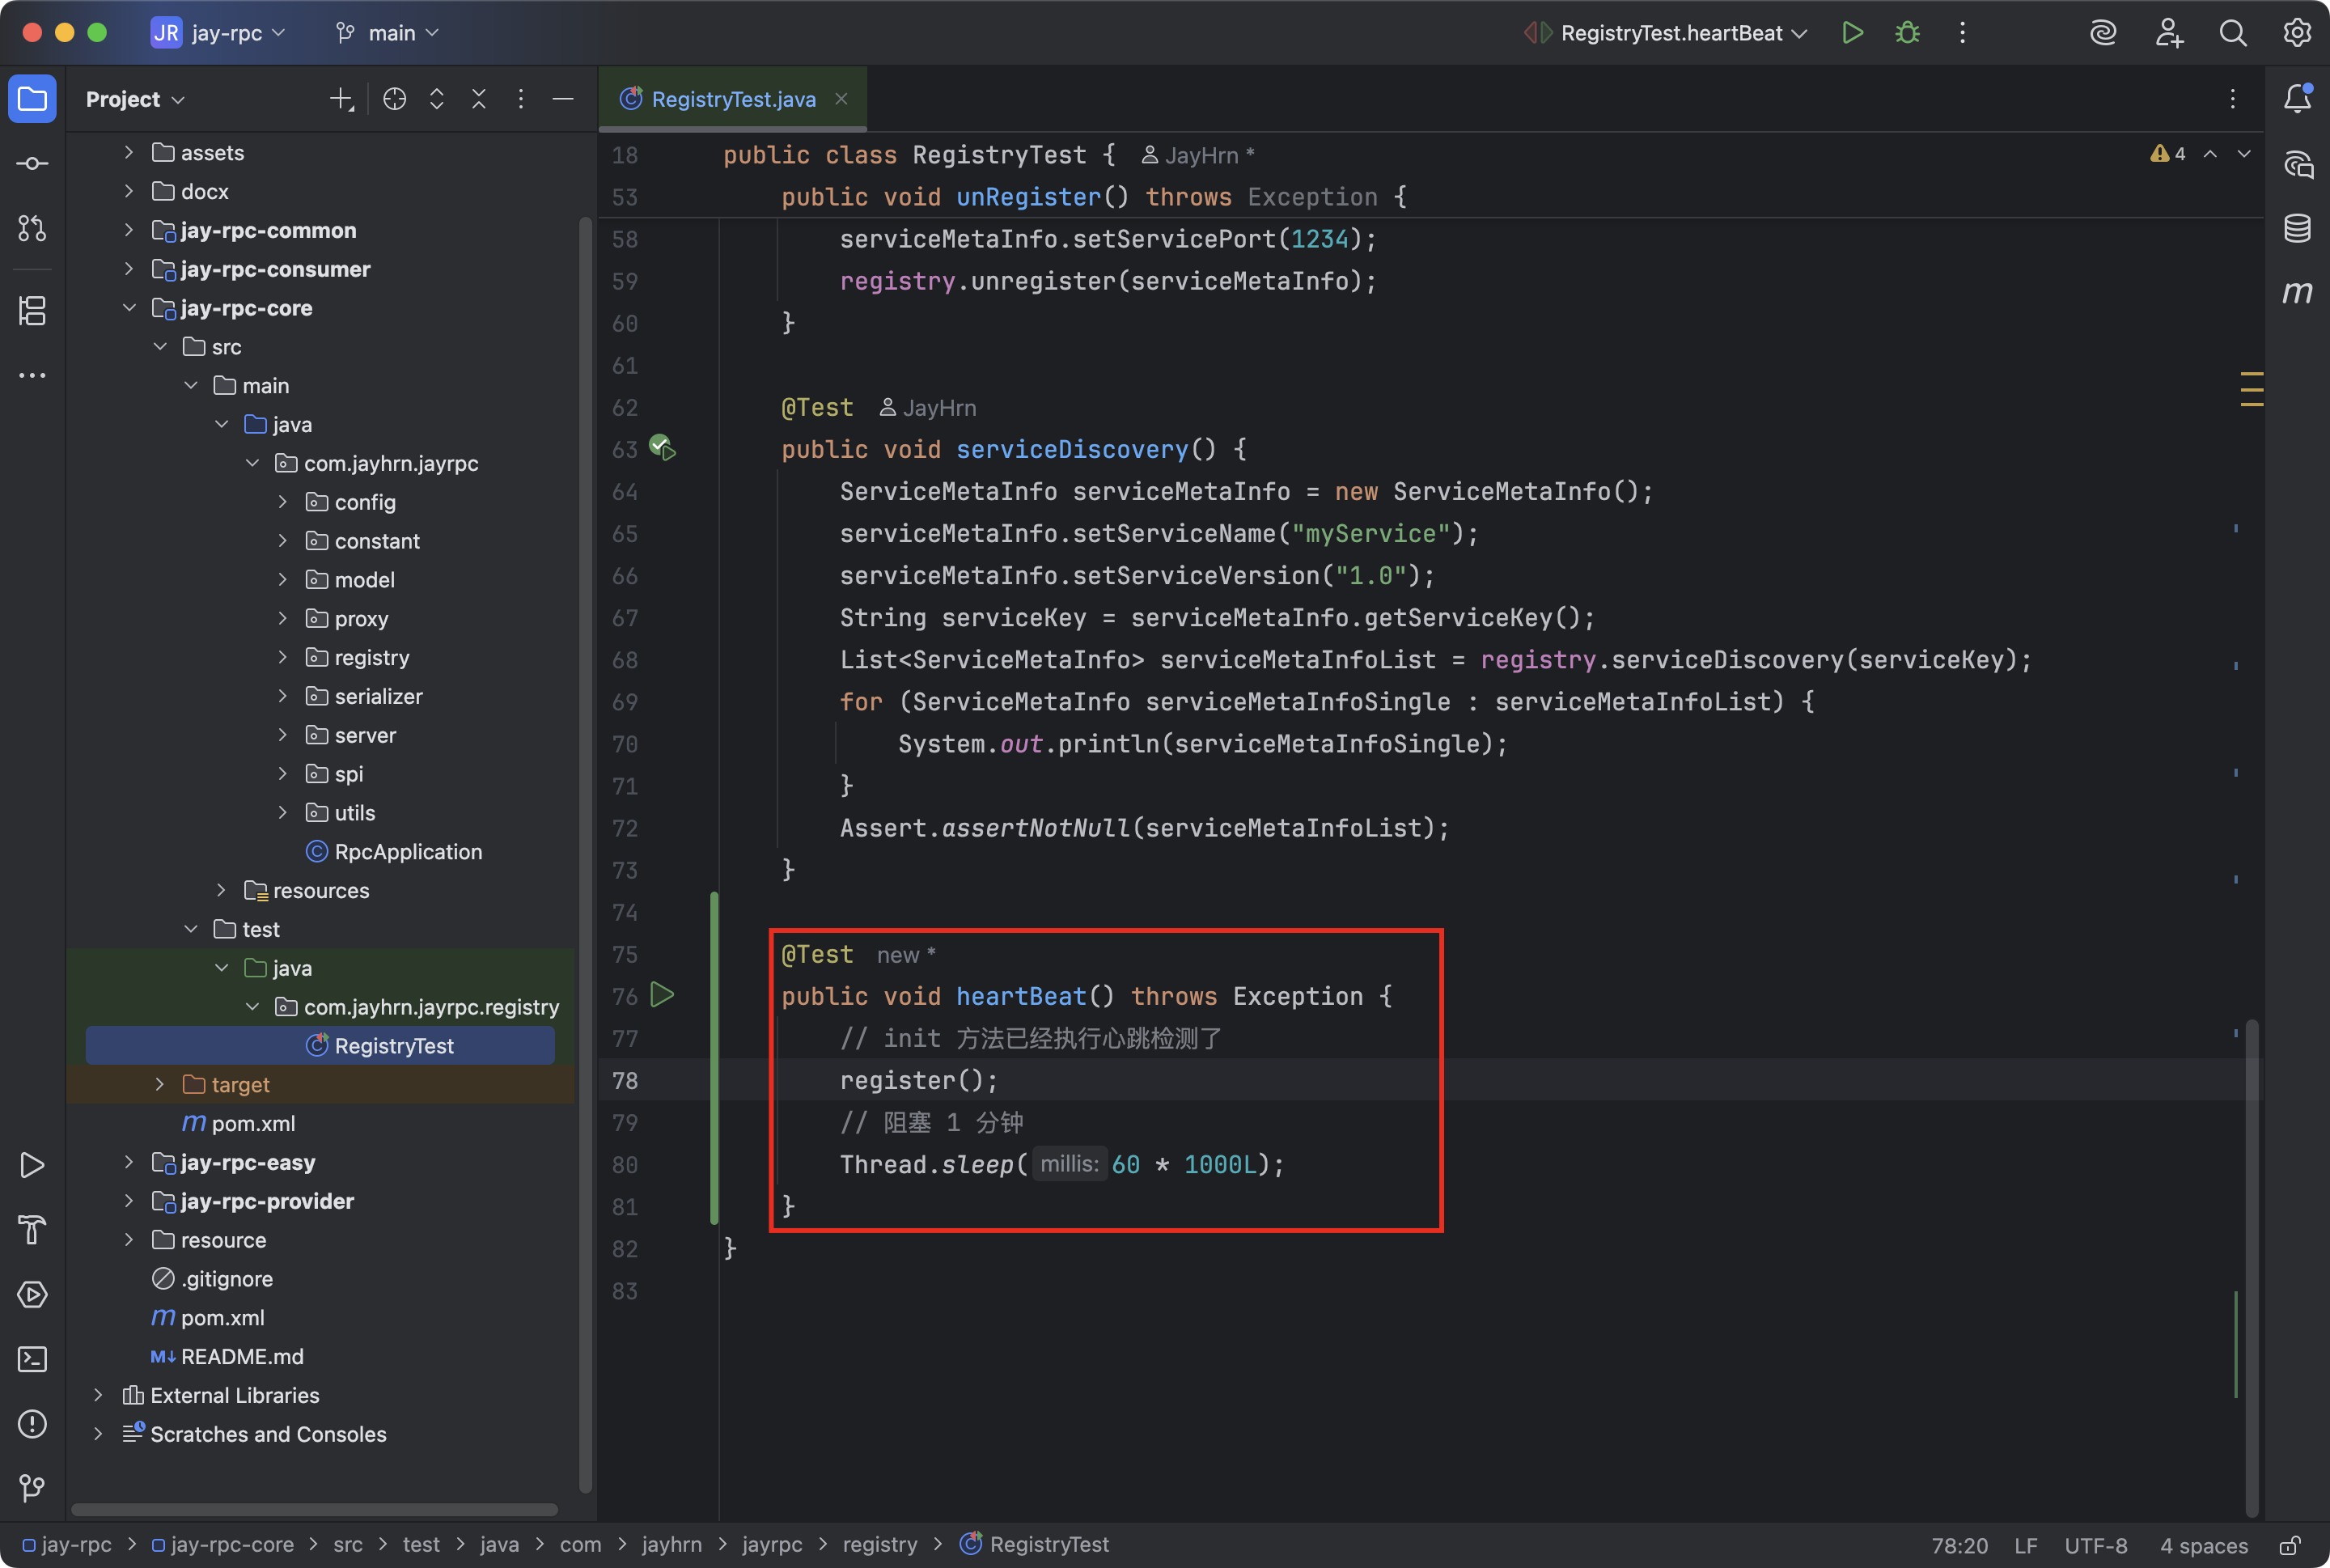 JR jay-rpc main RegistryTest.heartBeat
Project
assets
docx
jay-rpc-common
jay-rpc-consumer
jay-rpc-core
src
main
java
com.jayhrn.jayrpc
config
constant
model
proxy
registry
serializer
server
spi
utils
RpcApplication
resources
test
java
com.jayhrn.jayrpc.registry
RegistryTest
target
m pom.xml
jay-rpc-easy
jay-rpc-provider
resource
.gitignore
m pom.xml
M↓ README.md
External Libraries
Scratches and Consoles
RegistryTest.java
4
18 public class RegistryTest { JayHrn *
53 public void unRegister() throws Exception {
58 serviceMetaInfo.setServicePort(1234);
59 registry.unregister(serviceMetaInfo);
60 }
61
62 @Test JayHrn
63 public void serviceDiscovery() {
64 ServiceMetaInfo serviceMetaInfo = new ServiceMetaInfo();
65 serviceMetaInfo.setServiceName("myService");
66 serviceMetaInfo.setServiceVersion("1.0");
67 String serviceKey = serviceMetaInfo.getServiceKey();
68 List<ServiceMetaInfo> serviceMetaInfoList = registry.serviceDiscovery(serviceKey);
69 for (ServiceMetaInfo serviceMetaInfoSingle : serviceMetaInfoList) {
70 System.out.println(serviceMetaInfoSingle);
71 }
72 Assert.assertNotNull(serviceMetaInfoList);
73 }
74
75 @Test new *
76 public void heartBeat() throws Exception {
77 // init 方法已经执行心跳检测了
78 register();
79 // 阻塞 1 分钟
80 Thread.sleep( millis: 60 * 1000L);
81 }
82 }
83
m
jay-rpc > jay-rpc-core > src > test > java > com > jayhrn > jayrpc > registry > RegistryTest
78:20 LF UTF-8 4 spaces